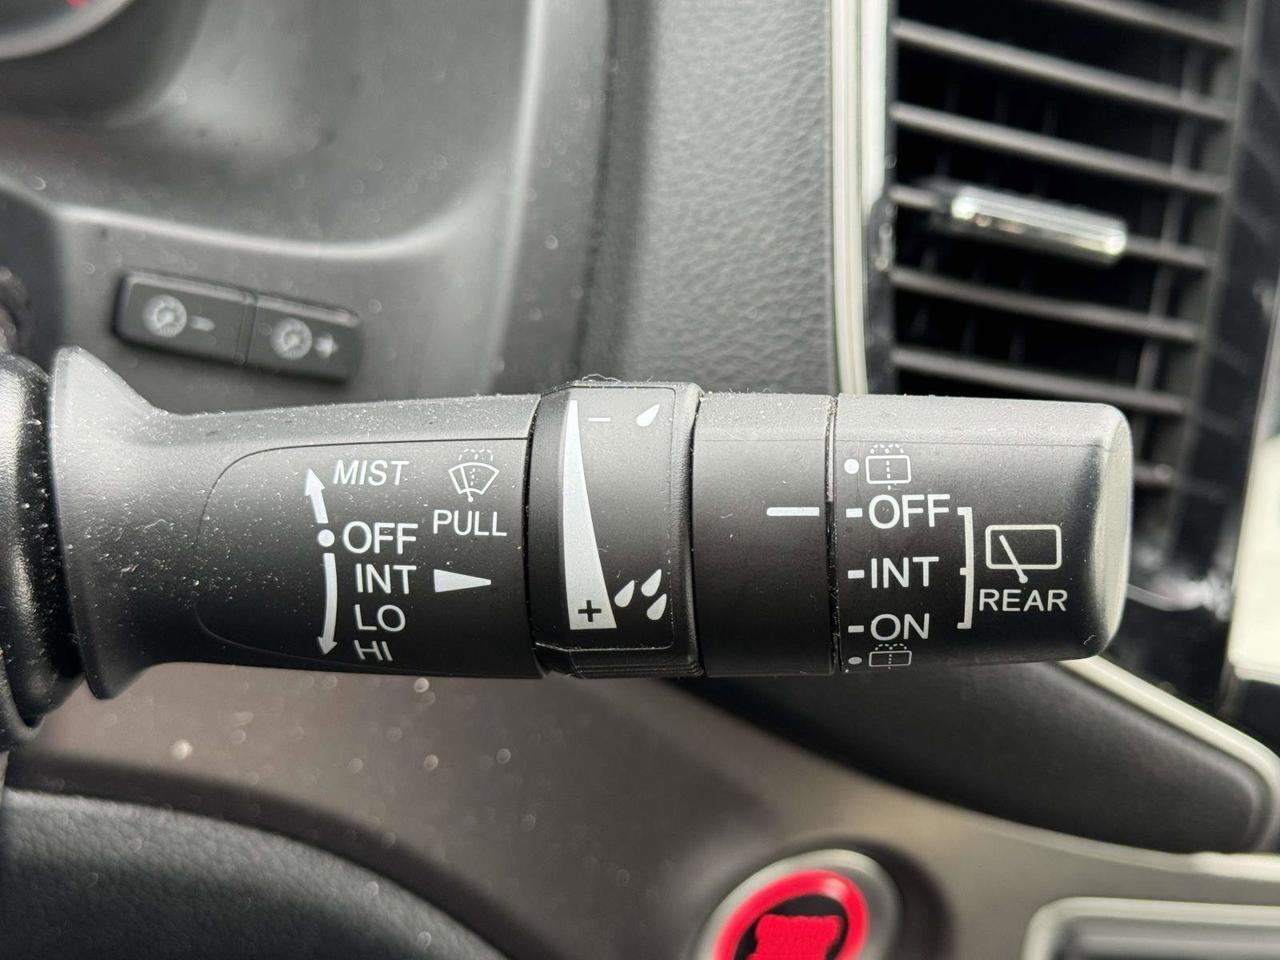 MIST
OFF
INT
LO
HI
PULL
−
+
OFF
INT
ON
REAR